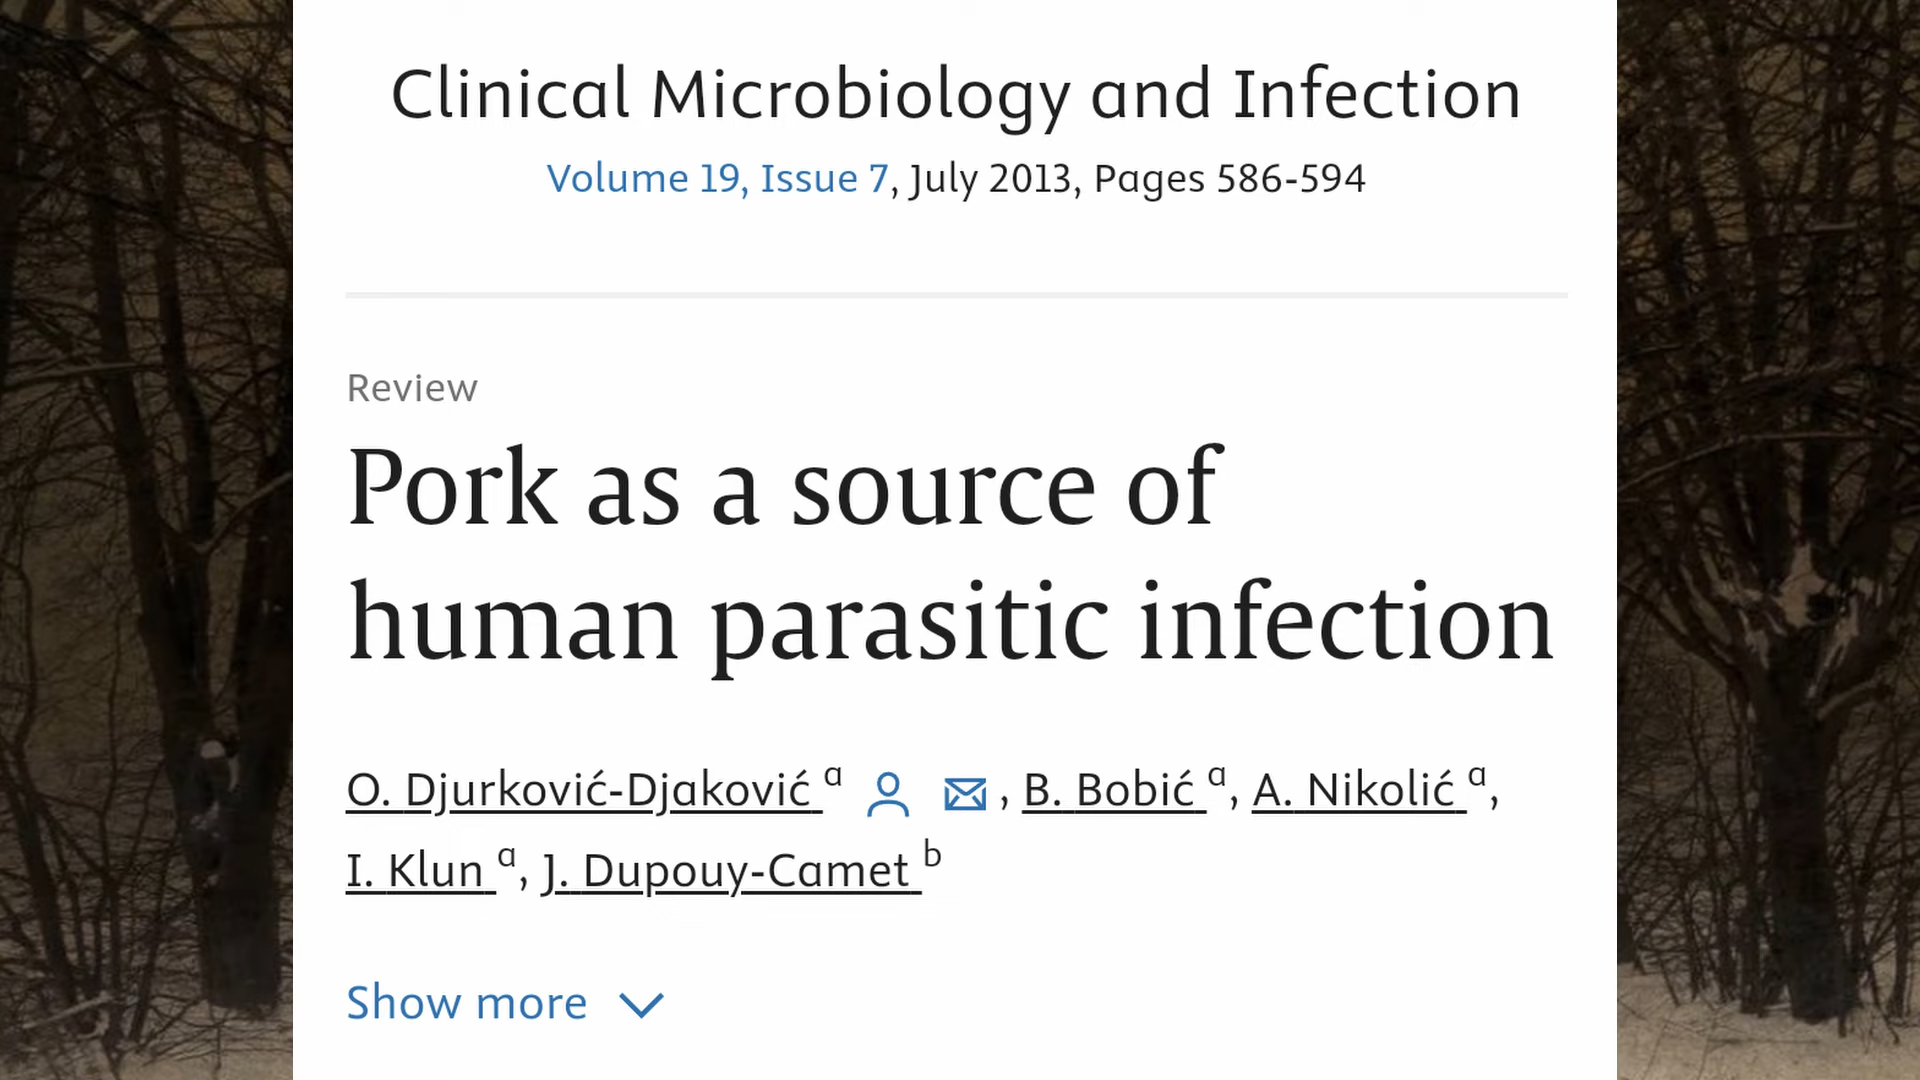 Clinical Microbiology and Infection
Volume 19, Issue 7, July 2013, Pages 586-594
Review
Pork as a source of
human parasitic infection
O. Djurković-Djaković a , B. Bobić a, A. Nikolić a,
I. Klun a, J. Dupouy-Camet b
Show more